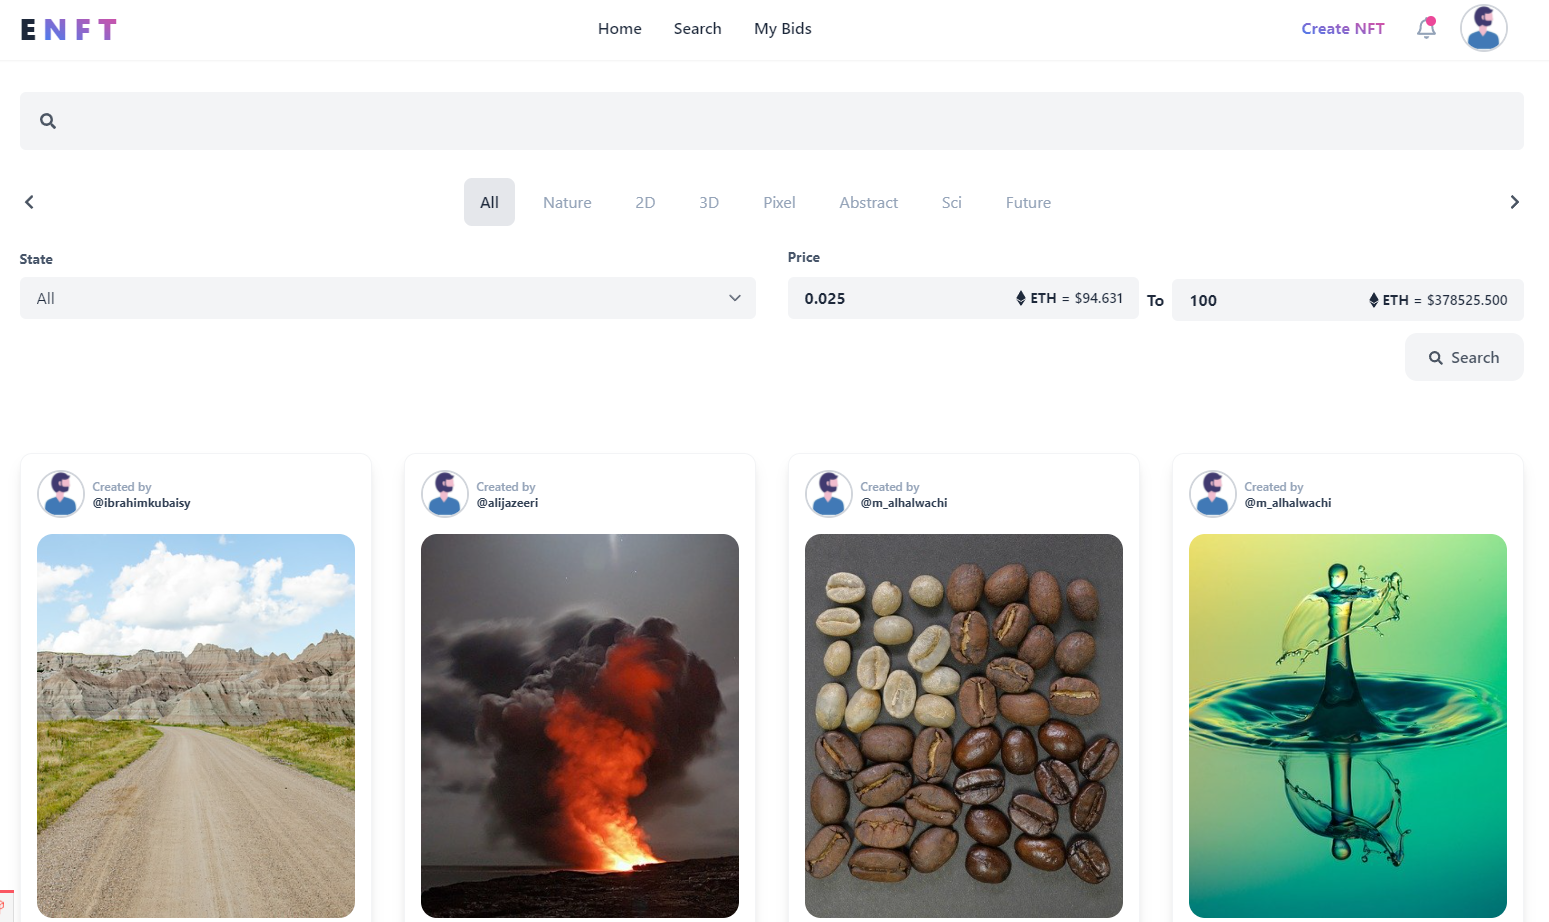 ENFT
Home Search My Bids
Create NFT
All Nature 2D 3D Pixel Abstract Sci Future
State
All
Price
0.025 ETH = $94.631 To 100 ETH = $378525.500
Search
Created by
@ibrahimkubaisy
Created by
@alijazeeri
Created by
@m_alhalwachi
Created by
@m_alhalwachi